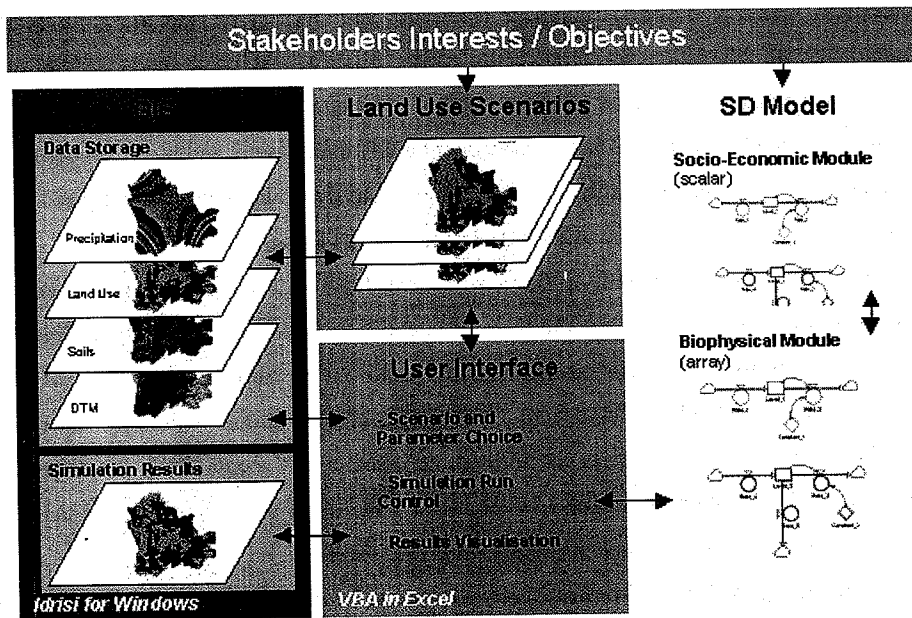 Stakeholders Interests / Objectives
GIS
Data Storage
Precipitation
Land Use
Soils
DTM
Simulation Results
Idrisi for Windows
Land Use Scenarios
User Interface
- Scenario and
Parameter Choice
- Simulation Run
Control
- Results Visualisation
VBA in Excel
SD Model
Socio-Economic Module
(scalar)
Biophysical Module
(array)